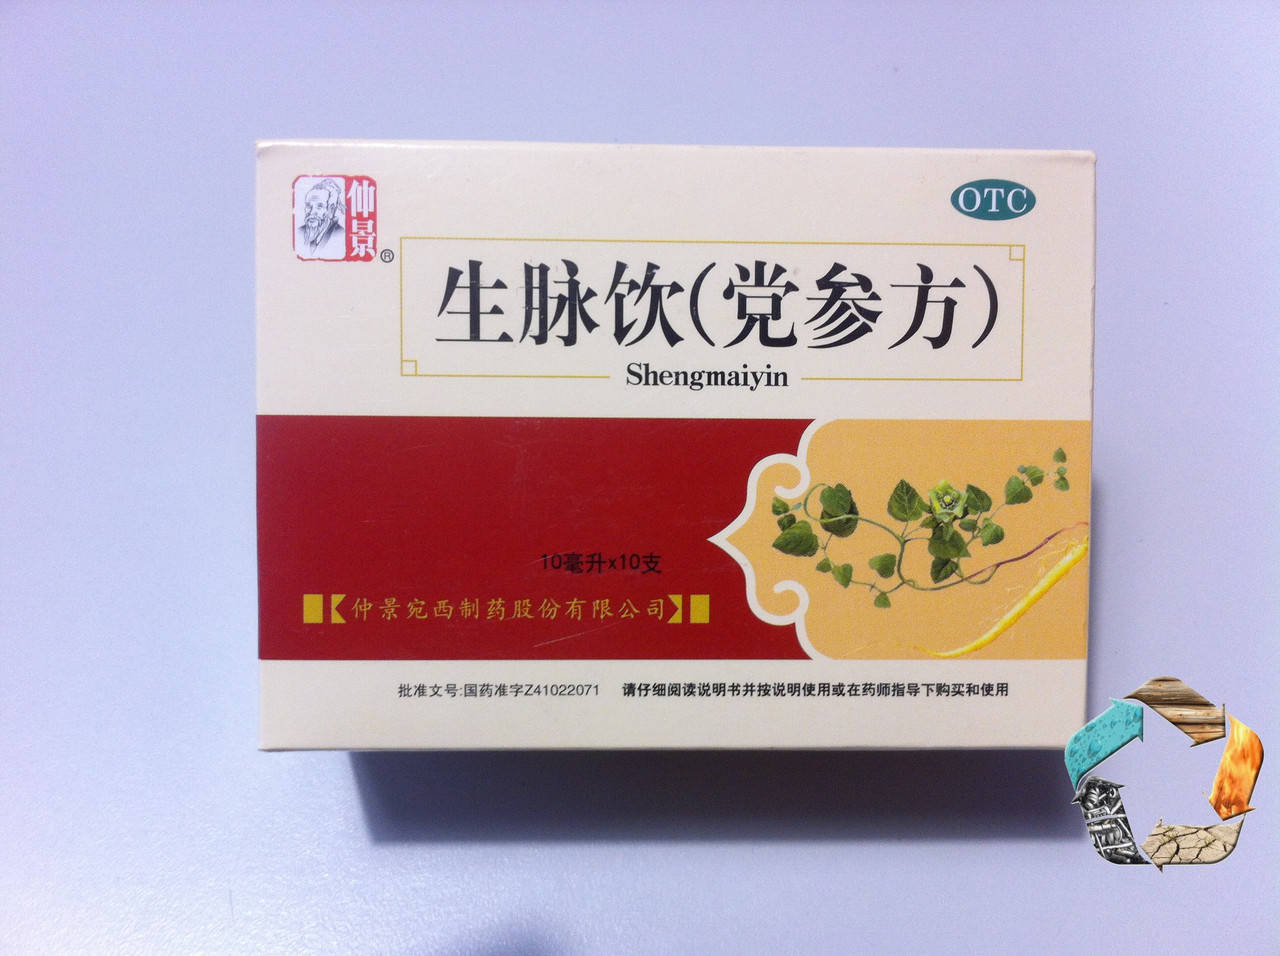 仲景
®
OTC
生脉饮(党参方)
Shengmaiyin
10毫升x10支
仲景宛西制药股份有限公司
批准文号:国药准字Z41022071 请仔细阅读说明书并按说明使用或在药师指导下购买和使用